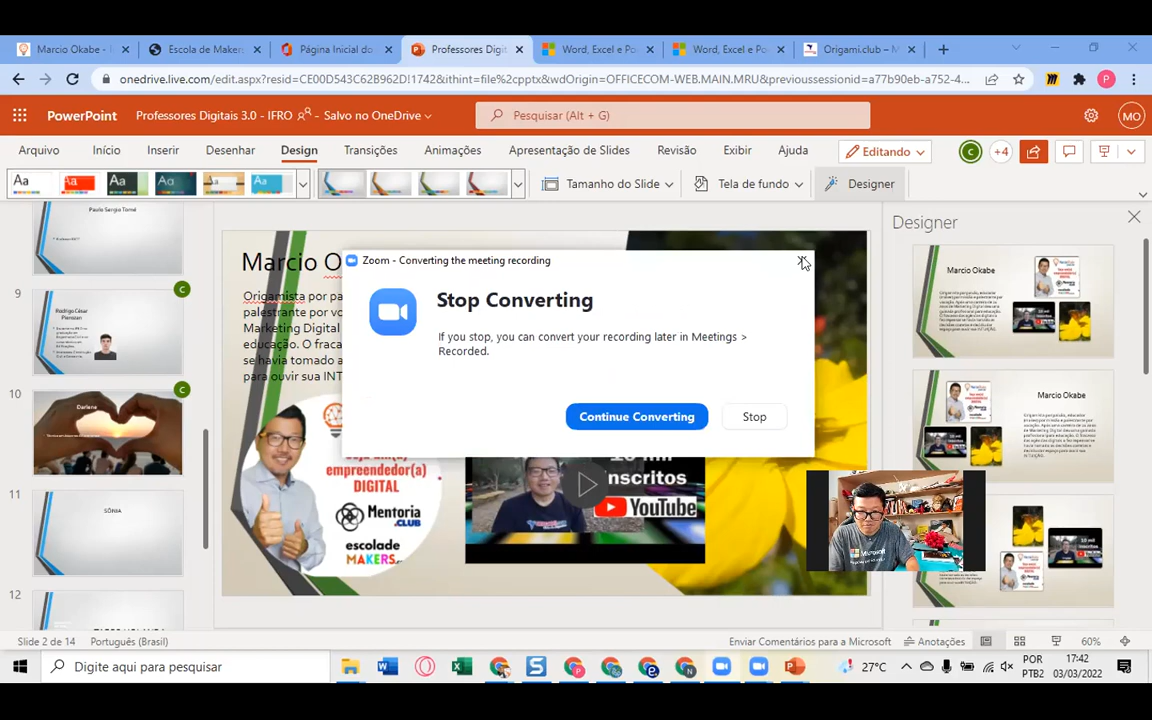 Marcio Okabe -
Escola de Makers
Página Inicial do
Professores Digit
Word, Excel e Po
Word, Excel e Po
Origami.club – M
onedrive.live.com/edit.aspx?resid=CE00D543C62B962D!1742&ithint=file%2cpptx&wdOrigin=OFFICECOM-WEB.MAIN.MRU&previoussessionid=a77b90eb-a752-4...
PowerPoint
Professores Digitais 3.0 - IFRO
- Salvo no OneDrive
Pesquisar (Alt + G)
MO
Arquivo
Início
Inserir
Desenhar
Design
Transições
Animações
Apresentação de Slides
Revisão
Exibir
Ajuda
Editando
C
+4
Aa
Aa
Aa
Aa
Aa
Aa
Tamanho do Slide
Tela de fundo
Designer
Paulo Sergio Tomé
9
Rodrigo César
C
10
Darlene
C
11
SÔNIA
12
Marcio O
Origamista por pa
palestrante por vo
Marketing Digital
educação. O fraca
se havia tomado a
para ouvir sua INT
empreendedor(a)
DIGITAL
Mentoria
.CLUB
escolade
MAKERS
nscritos
YouTube
Zoom - Converting the meeting recording
Stop Converting
If you stop, you can convert your recording later in Meetings >
Recorded.
Continue Converting
Stop
Microsoft
Designer
Marcio Okabe
Marcio Okabe
Slide 2 de 14
Português (Brasil)
Enviar Comentários para a Microsoft
Anotações
60%
Digite aqui para pesquisar
27°C
POR
PTB2
17:42
03/03/2022